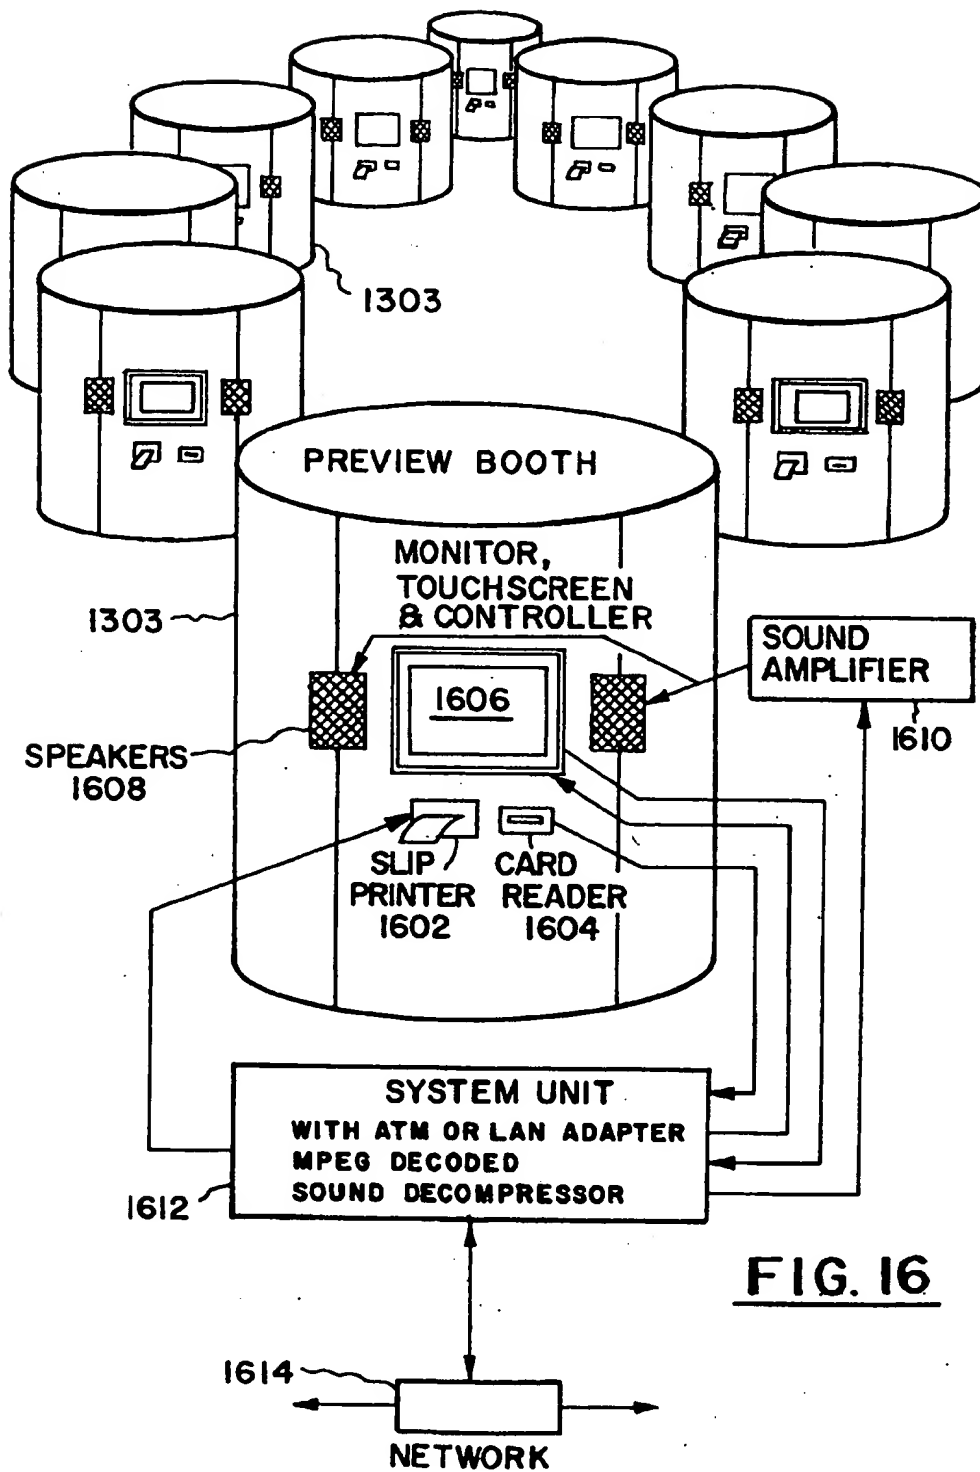 1303
PREVIEW BOOTH
MONITOR,
TOUCHSCREEN
& CONTROLLER
1303
SOUND
AMPLIFIER
1606
1610
SPEAKERS
1608
SLIP
PRINTER
1602
CARD
READER
1604
SYSTEM UNIT
WITH ATM OR LAN ADAPTER
MPEG DECODED
SOUND DECOMPRESSOR
1612
FIG. 16
1614
NETWORK